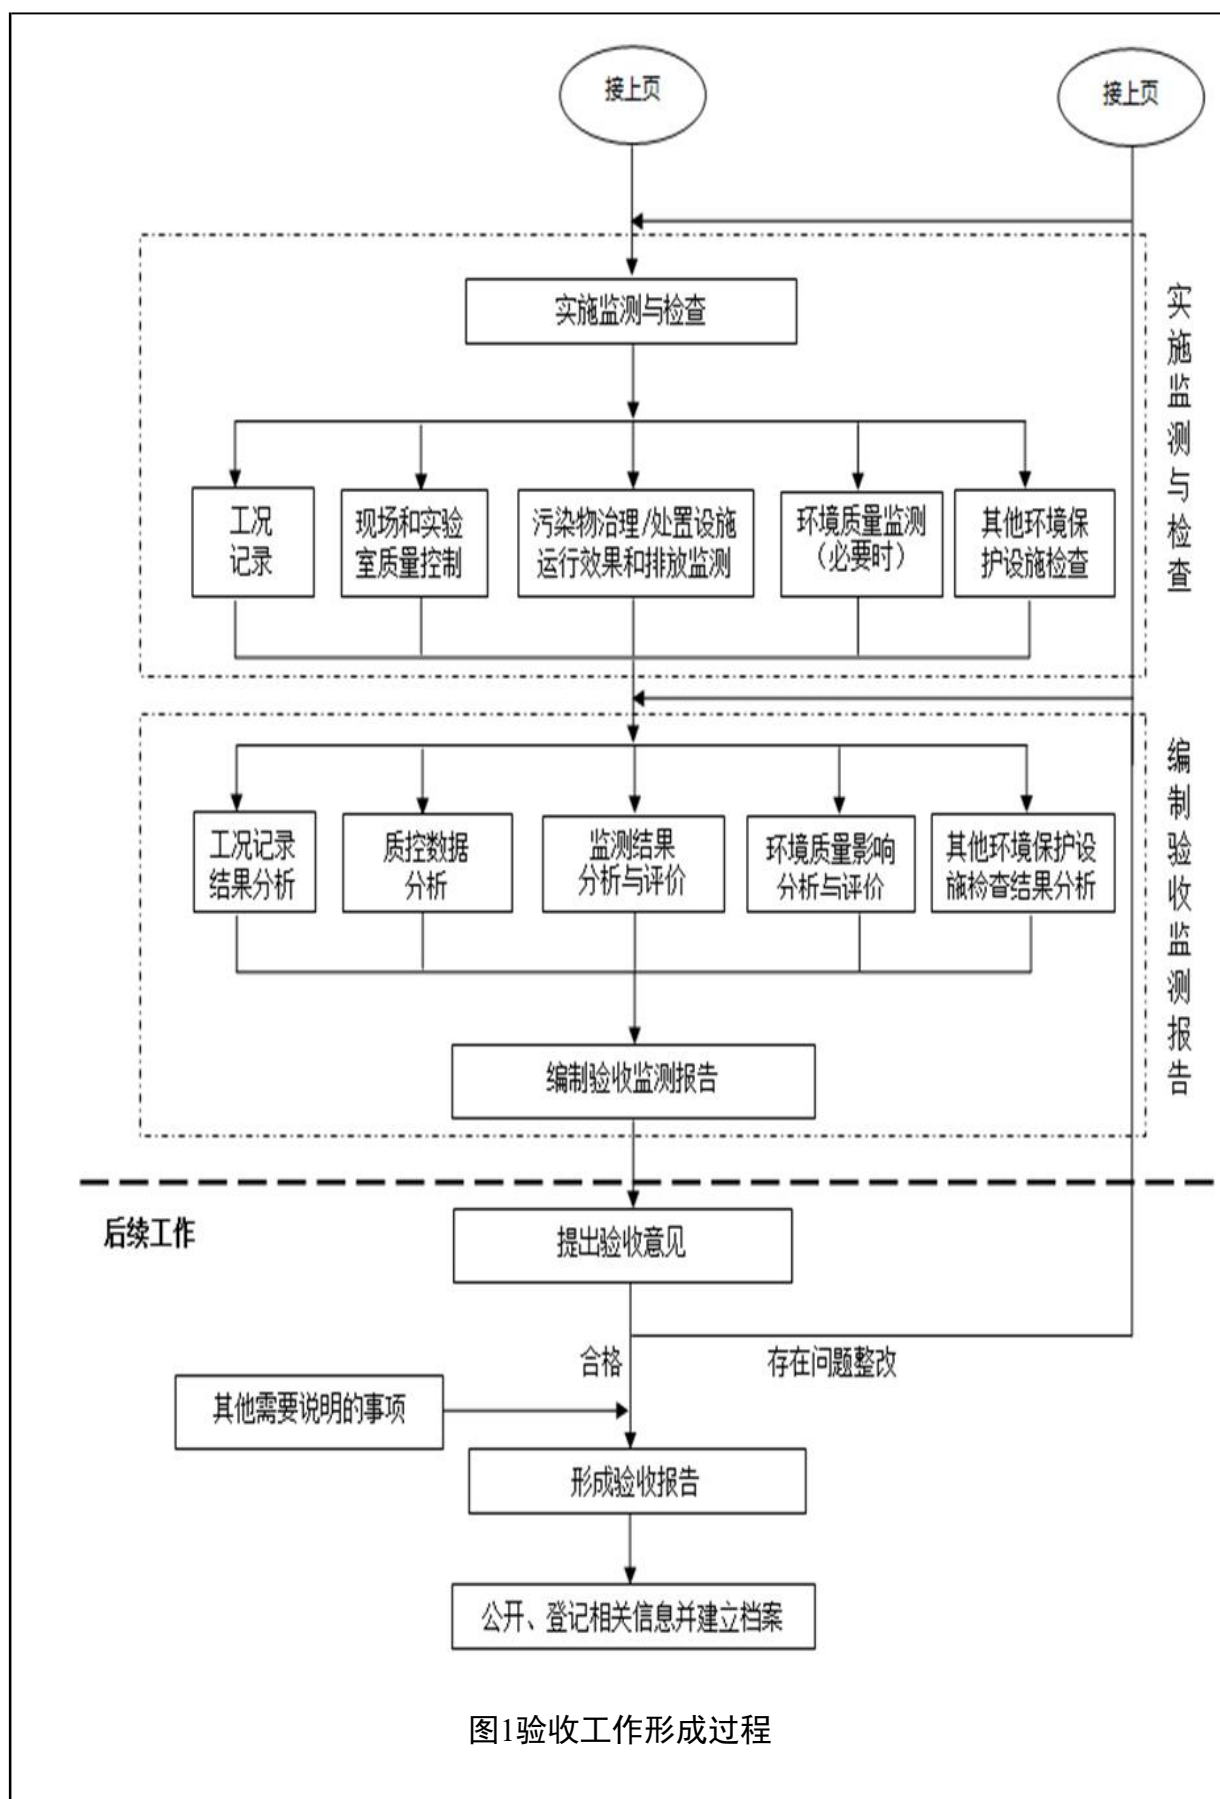 接上页
接上页
实施监测与检查
实施监测与检查
工况
记录
现场和实验
室质量控制
污染物治理/处置设施
运行效果和排放监测
环境质量监测
（必要时）
其他环境保
护设施检查
编制验收监测报告
工况记录
结果分析
质控数据
分析
监测结果
分析与评价
环境质量影响
分析与评价
其他环境保护设
施检查结果分析
编制验收监测报告
后续工作
提出验收意见
合格
存在问题整改
其他需要说明的事项
形成验收报告
公开、登记相关信息并建立档案
图1验收工作形成过程